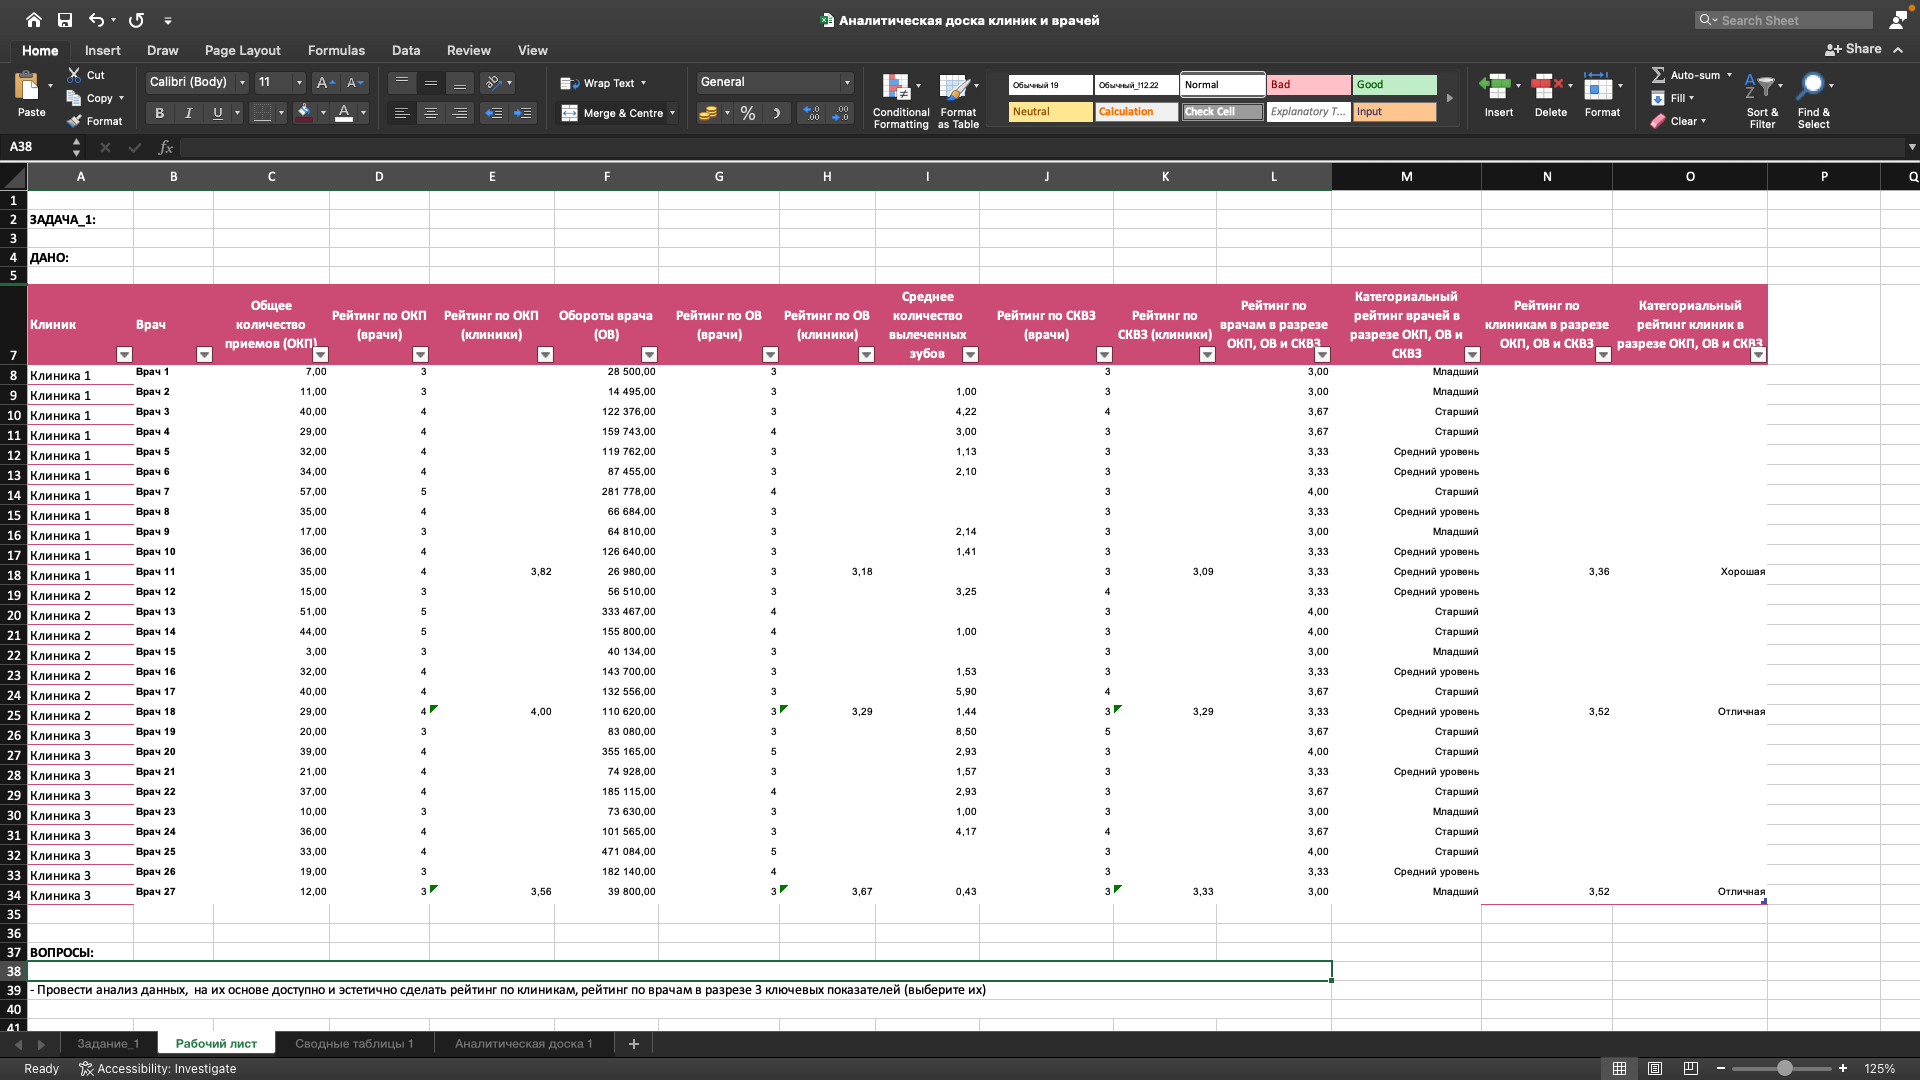 Аналитическая доска клиник и врачей
Search Sheet
Home Insert Draw Page Layout Formulas Data Review View Share
Paste Cut Copy Format
Calibri (Body) 11 A A
B I U A
Wrap Text
Merge & Centre
General
%
Conditional Formatting
Format as Table
Обычный 19 Обычный_112.22 Normal Bad Good
Neutral Calculation Check Cell Explanatory T... Input
Insert Delete Format
Auto-sum
Fill
Clear
Sort & Filter
Find & Select
A38 fx
A B C D E F G H I J K L M N O P Q
1
2 ЗАДАЧА_1:
3
4 ДАНО:
5
7 Клиник Врач Общее количество приемов (ОКП) Рейтинг по ОКП (врачи) Рейтинг по ОКП (клиники) Обороты врача (ОВ) Рейтинг по ОВ (врачи) Рейтинг по ОВ (клиники) Среднее количество вылеченных зубов Рейтинг по СКВЗ (врачи) Рейтинг по СКВЗ (клиники) Рейтинг по врачам в разрезе ОКП, ОВ и СКВЗ Категориальный рейтинг врачей в разрезе ОКП, ОВ и СКВЗ Рейтинг по клиникам в разрезе ОКП, ОВ и СКВЗ Категориальный рейтинг клиник в разрезе ОКП, ОВ и СКВЗ
8 Клиника 1 Врач 1 7,00 3 28 500,00 3 3 3,00 Младший
9 Клиника 1 Врач 2 11,00 3 14 495,00 3 1,00 3 3,00 Младший
10 Клиника 1 Врач 3 40,00 4 122 376,00 3 4,22 4 3,67 Старший
11 Клиника 1 Врач 4 29,00 4 159 743,00 4 3,00 3 3,67 Старший
12 Клиника 1 Врач 5 32,00 4 119 762,00 3 1,13 3 3,33 Средний уровень
13 Клиника 1 Врач 6 34,00 4 87 455,00 3 2,10 3 3,33 Средний уровень
14 Клиника 1 Врач 7 57,00 5 281 778,00 4 3 4,00 Старший
15 Клиника 1 Врач 8 35,00 4 66 684,00 3 3 3,33 Средний уровень
16 Клиника 1 Врач 9 17,00 3 64 810,00 3 2,14 3 3,00 Младший
17 Клиника 1 Врач 10 36,00 4 126 640,00 3 1,41 3 3,33 Средний уровень
18 Клиника 1 Врач 11 35,00 4 3,82 26 980,00 3 3,18 3 3,09 3,33 Средний уровень 3,36 Хорошая
19 Клиника 2 Врач 12 15,00 3 56 510,00 3 3,25 4 3,33 Средний уровень
20 Клиника 2 Врач 13 51,00 5 333 467,00 4 3 4,00 Старший
21 Клиника 2 Врач 14 44,00 5 155 800,00 4 1,00 3 4,00 Старший
22 Клиника 2 Врач 15 3,00 3 40 134,00 3 3 3,00 Младший
23 Клиника 2 Врач 16 32,00 4 143 700,00 3 1,53 3 3,33 Средний уровень
24 Клиника 2 Врач 17 40,00 4 132 556,00 3 5,90 4 3,67 Старший
25 Клиника 2 Врач 18 29,00 4 4,00 110 620,00 3 3,29 1,44 3 3,29 3,33 Средний уровень 3,52 Отличная
26 Клиника 3 Врач 19 20,00 3 83 080,00 3 8,50 5 3,67 Старший
27 Клиника 3 Врач 20 39,00 4 355 165,00 5 2,93 3 4,00 Старший
28 Клиника 3 Врач 21 21,00 4 74 928,00 3 1,57 3 3,33 Средний уровень
29 Клиника 3 Врач 22 37,00 4 185 115,00 4 2,93 3 3,67 Старший
30 Клиника 3 Врач 23 10,00 3 73 630,00 3 1,00 3 3,00 Младший
31 Клиника 3 Врач 24 36,00 4 101 565,00 3 4,17 4 3,67 Старший
32 Клиника 3 Врач 25 33,00 4 471 084,00 5 3 4,00 Старший
33 Клиника 3 Врач 26 19,00 3 182 140,00 4 3 3,33 Средний уровень
34 Клиника 3 Врач 27 12,00 3 3,56 39 800,00 3 3,67 0,43 3 3,33 3,00 Младший 3,52 Отличная
35
36
37 ВОПРОСЫ:
38
39 - Провести анализ данных, на их основе доступно и эстетично сделать рейтинг по клиникам, рейтинг по врачам в разрезе 3 ключевых показателей (выберите их)
40
41
Задание_1 Рабочий лист Сводные таблицы 1 Аналитическая доска 1 +
Ready Accessibility: Investigate 125%